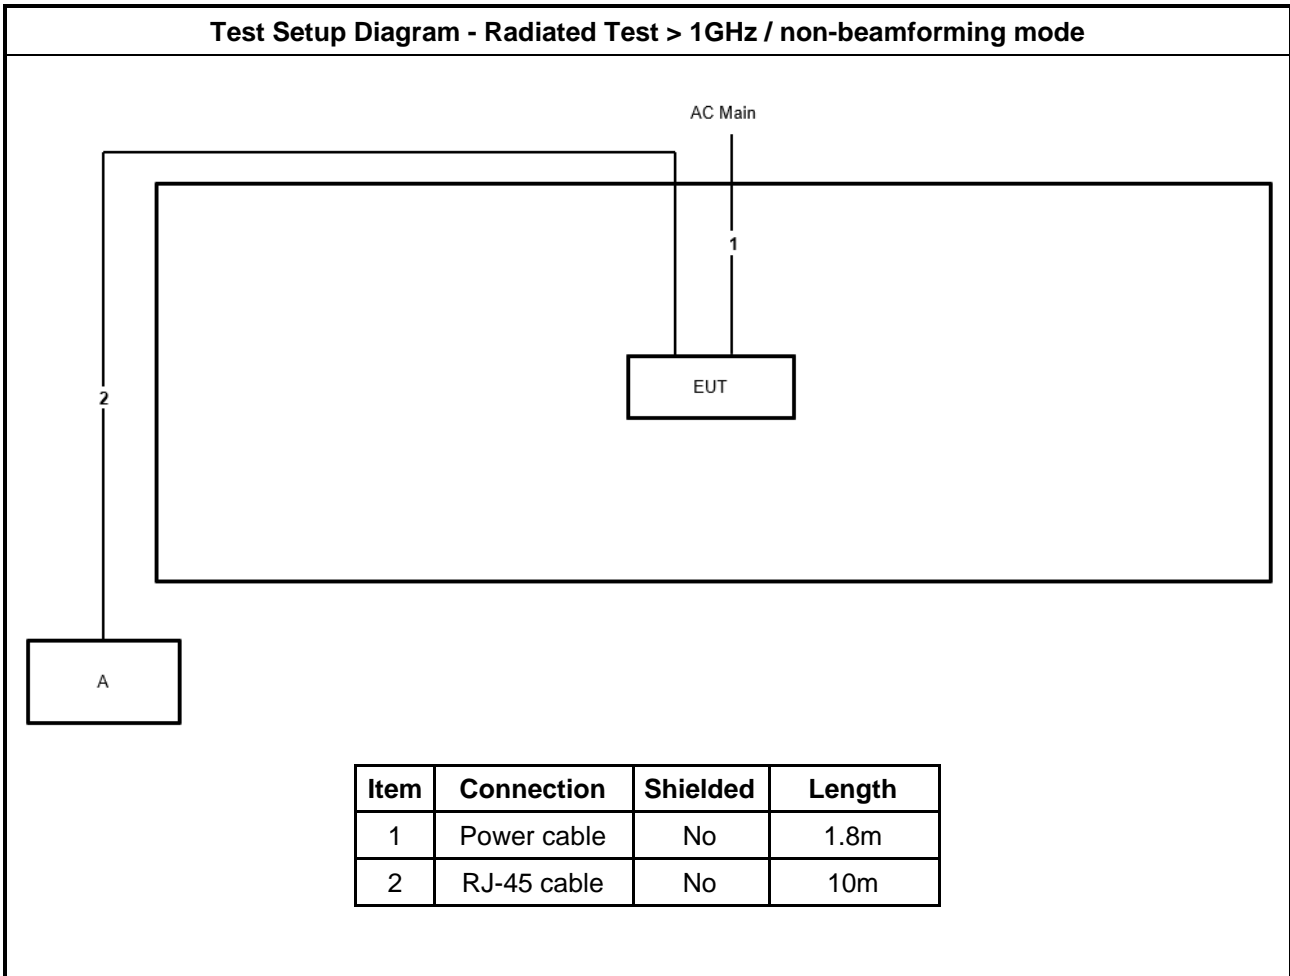 Test Setup Diagram - Radiated Test > 1GHz / non-beamforming mode
AC Main
1
EUT
2
A
Item Connection Shielded Length
1 Power cable No 1.8m
2 RJ-45 cable No 10m